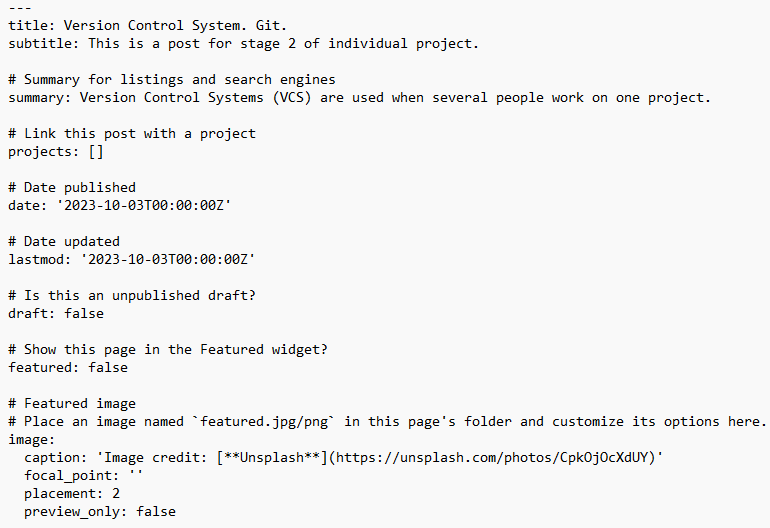 ---
title: Version Control System. Git.
subtitle: This is a post for stage 2 of individual project.

# Summary for listings and search engines
summary: Version Control Systems (VCS) are used when several people work on one project.

# Link this post with a project
projects: []

# Date published
date: '2023-10-03T00:00:00Z'

# Date updated
lastmod: '2023-10-03T00:00:00Z'

# Is this an unpublished draft?
draft: false

# Show this page in the Featured widget?
featured: false

# Featured image
# Place an image named `featured.jpg/png` in this page's folder and customize its options here.
image:
  caption: 'Image credit: [**Unsplash**](https://unsplash.com/photos/CpkOjOcXdUY)'
  focal_point: ''
  placement: 2
  preview_only: false